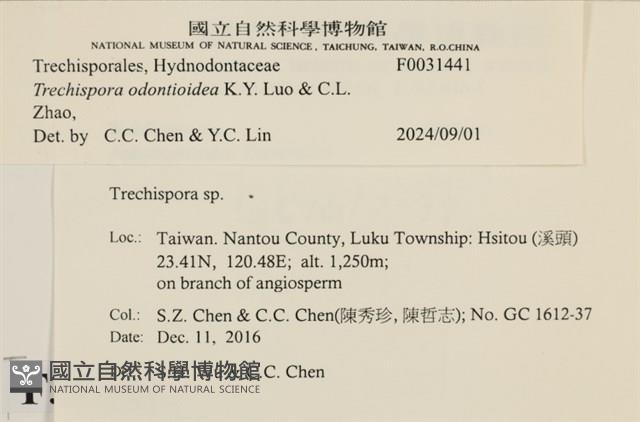 國立自然科學博物館
NATIONAL MUSEUM OF NATURAL SCIENCE, TAICHUNG, TAIWAN, R.O.CHINA
Trechisporales, Hydnodontaceae F0031441
Trechispora odontioidea K.Y. Luo & C.L.
Zhao,
Det. by C.C. Chen & Y.C. Lin 2024/09/01
Trechispora sp.
Loc.: Taiwan. Nantou County, Luku Township: Hsitou (溪頭)
23.41N, 120.48E; alt. 1,250m;
on branch of angiosperm
Col.: S.Z. Chen & C.C. Chen(陳秀珍, 陳哲志); No. GC 1612-37
Date: Dec. 11, 2016
C.C. Chen
國立自然科學博物館
NATIONAL MUSEUM OF NATURAL SCIENCE